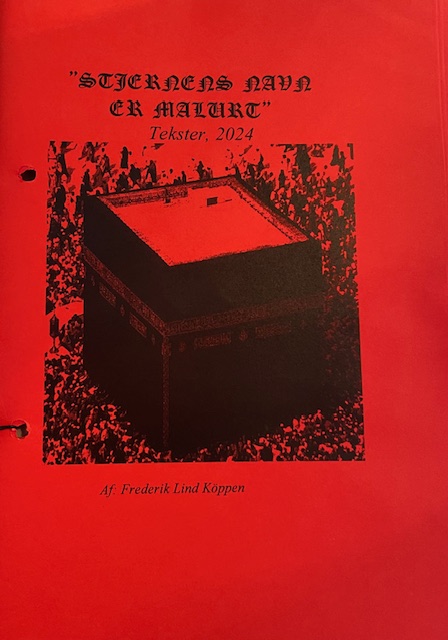 "STJERNENS NAVN
ER MALURT"
Tekster, 2024
Af: Frederik Lind Köppen